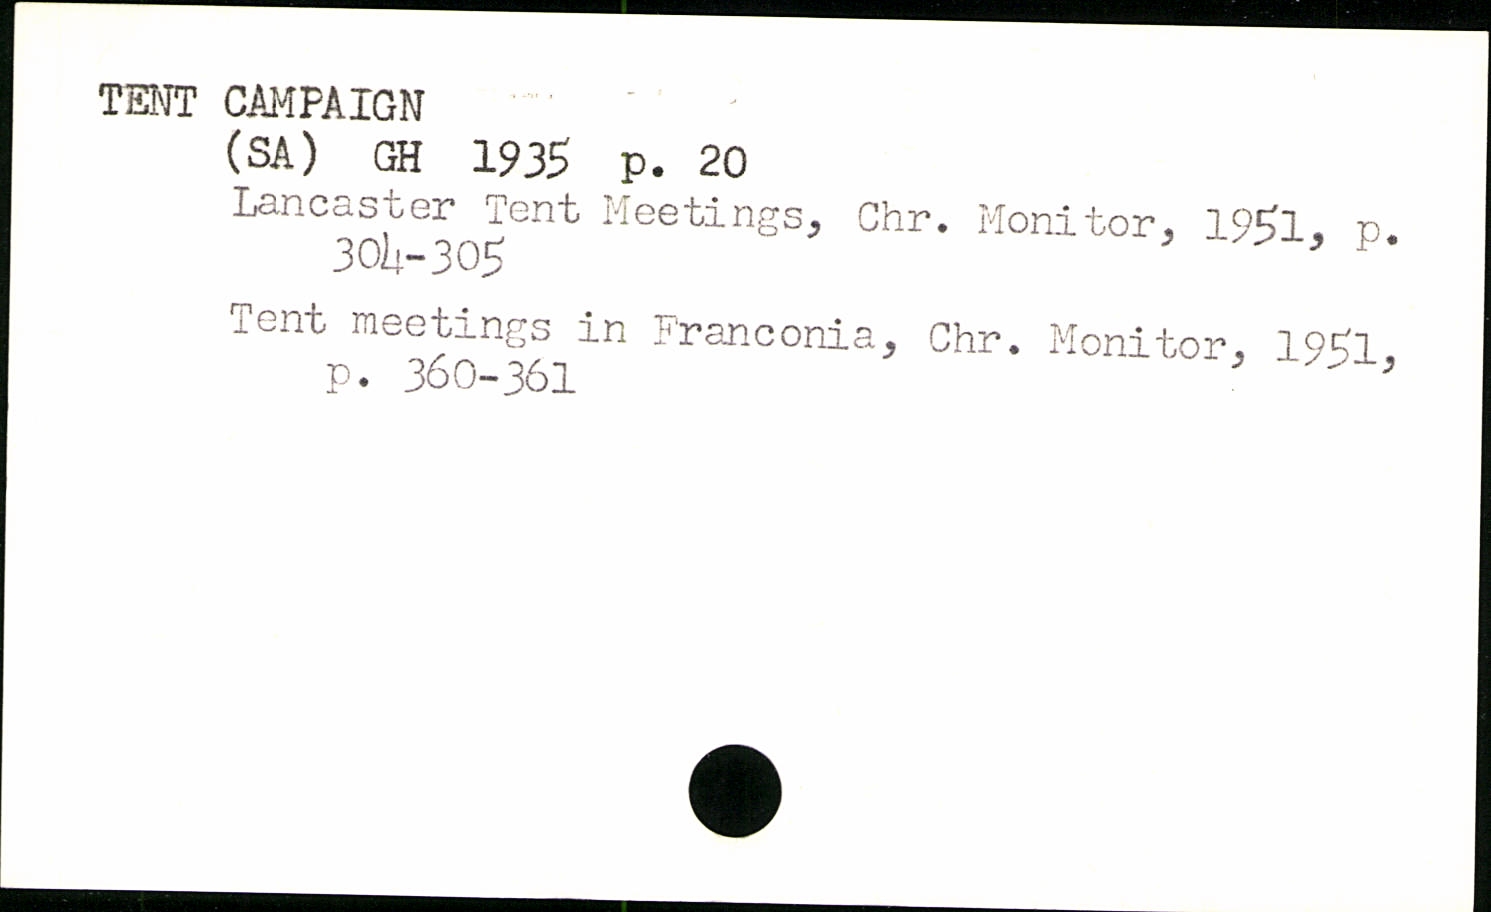 TENT CAMPAIGN
(SA) GH 1935 p. 20
Lancaster Tent Meetings, Chr. Monitor, 1951, p.
304-305
Tent meetings in Franconia, Chr. Monitor, 1951,
p. 360-361